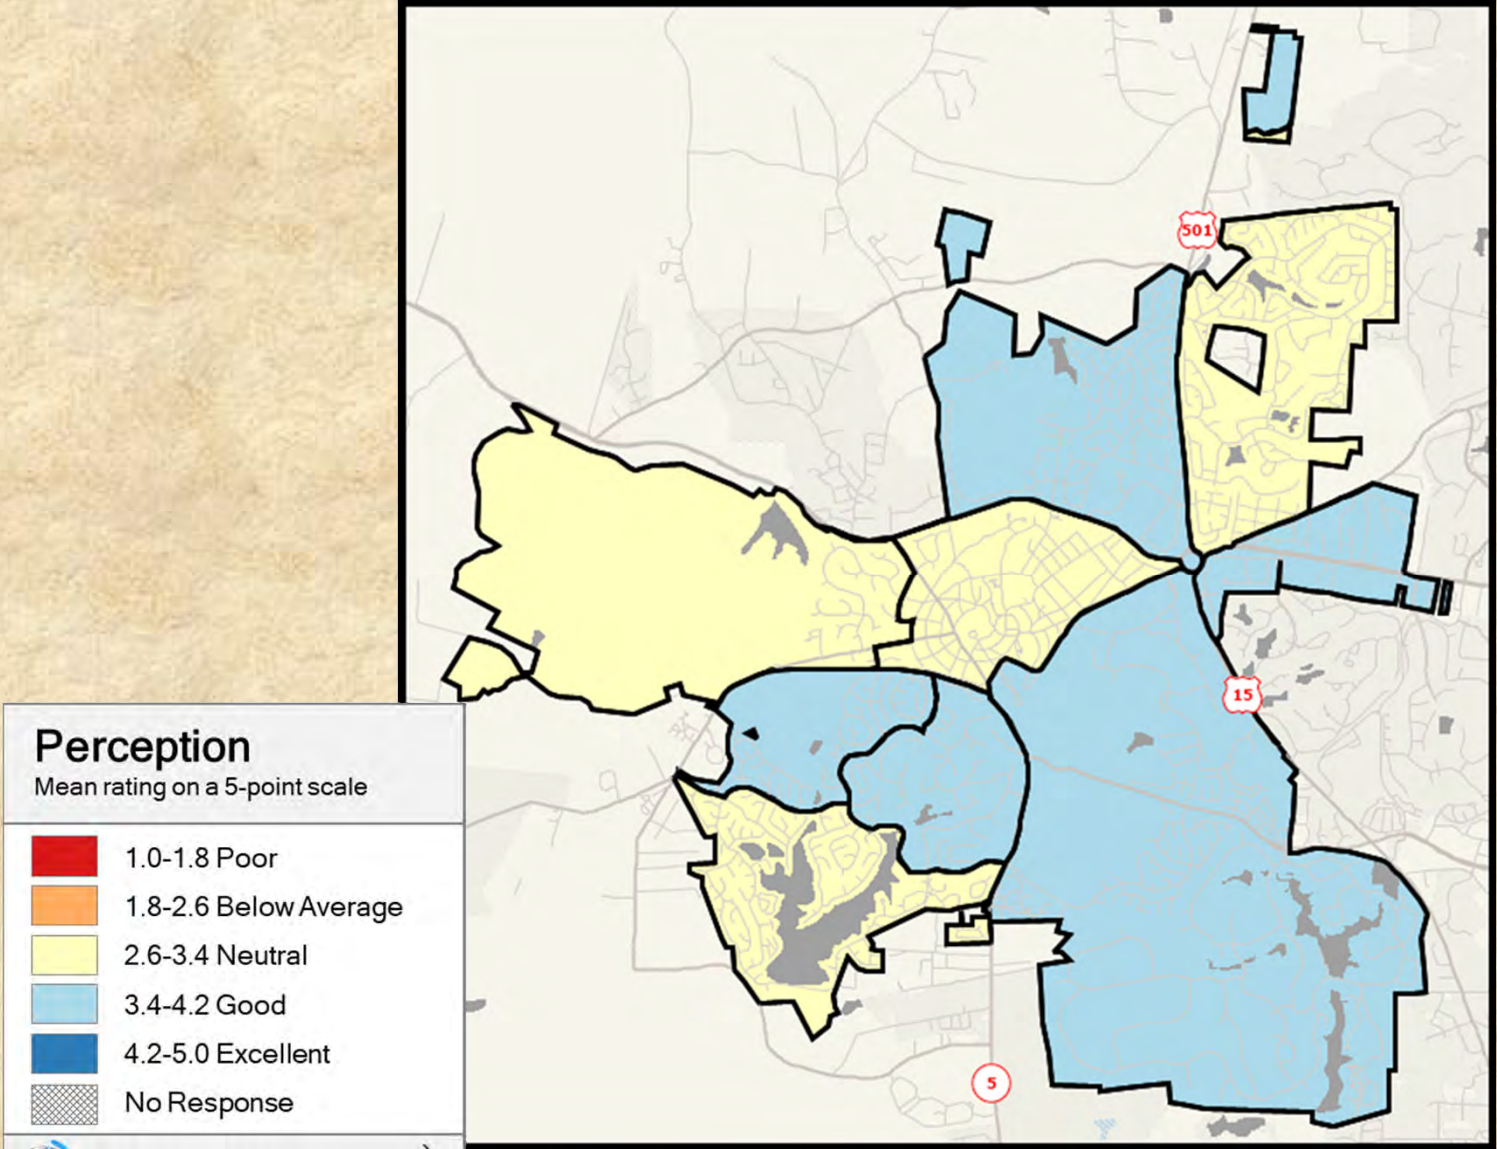 501
15
5
Perception
Mean rating on a 5-point scale
1.0-1.8 Poor
1.8-2.6 Below Average
2.6-3.4 Neutral
3.4-4.2 Good
4.2-5.0 Excellent
No Response